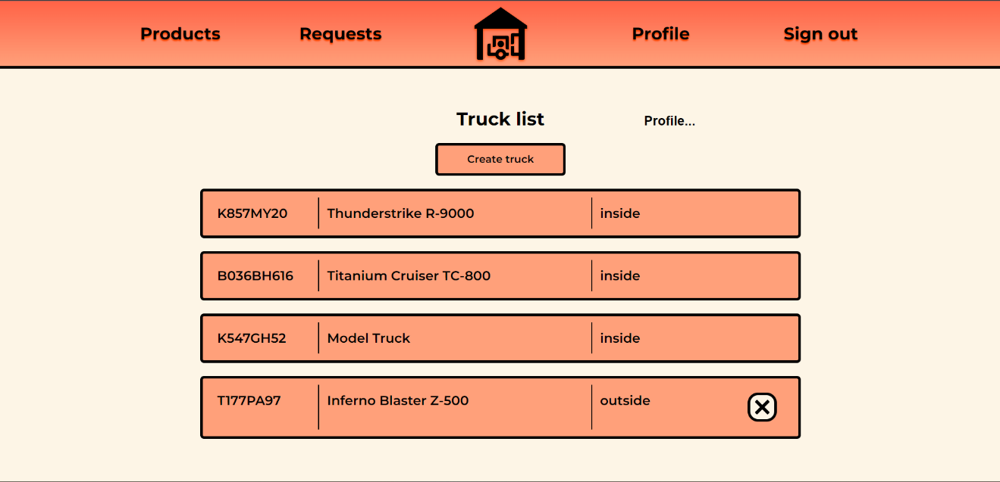 Products Requests Profile Sign out
Truck list Profile...
Create truck
K857MY20 Thunderstrike R-9000 inside
B036BH616 Titanium Cruiser TC-800 inside
K547GH52 Model Truck inside
T177PA97 Inferno Blaster Z-500 outside